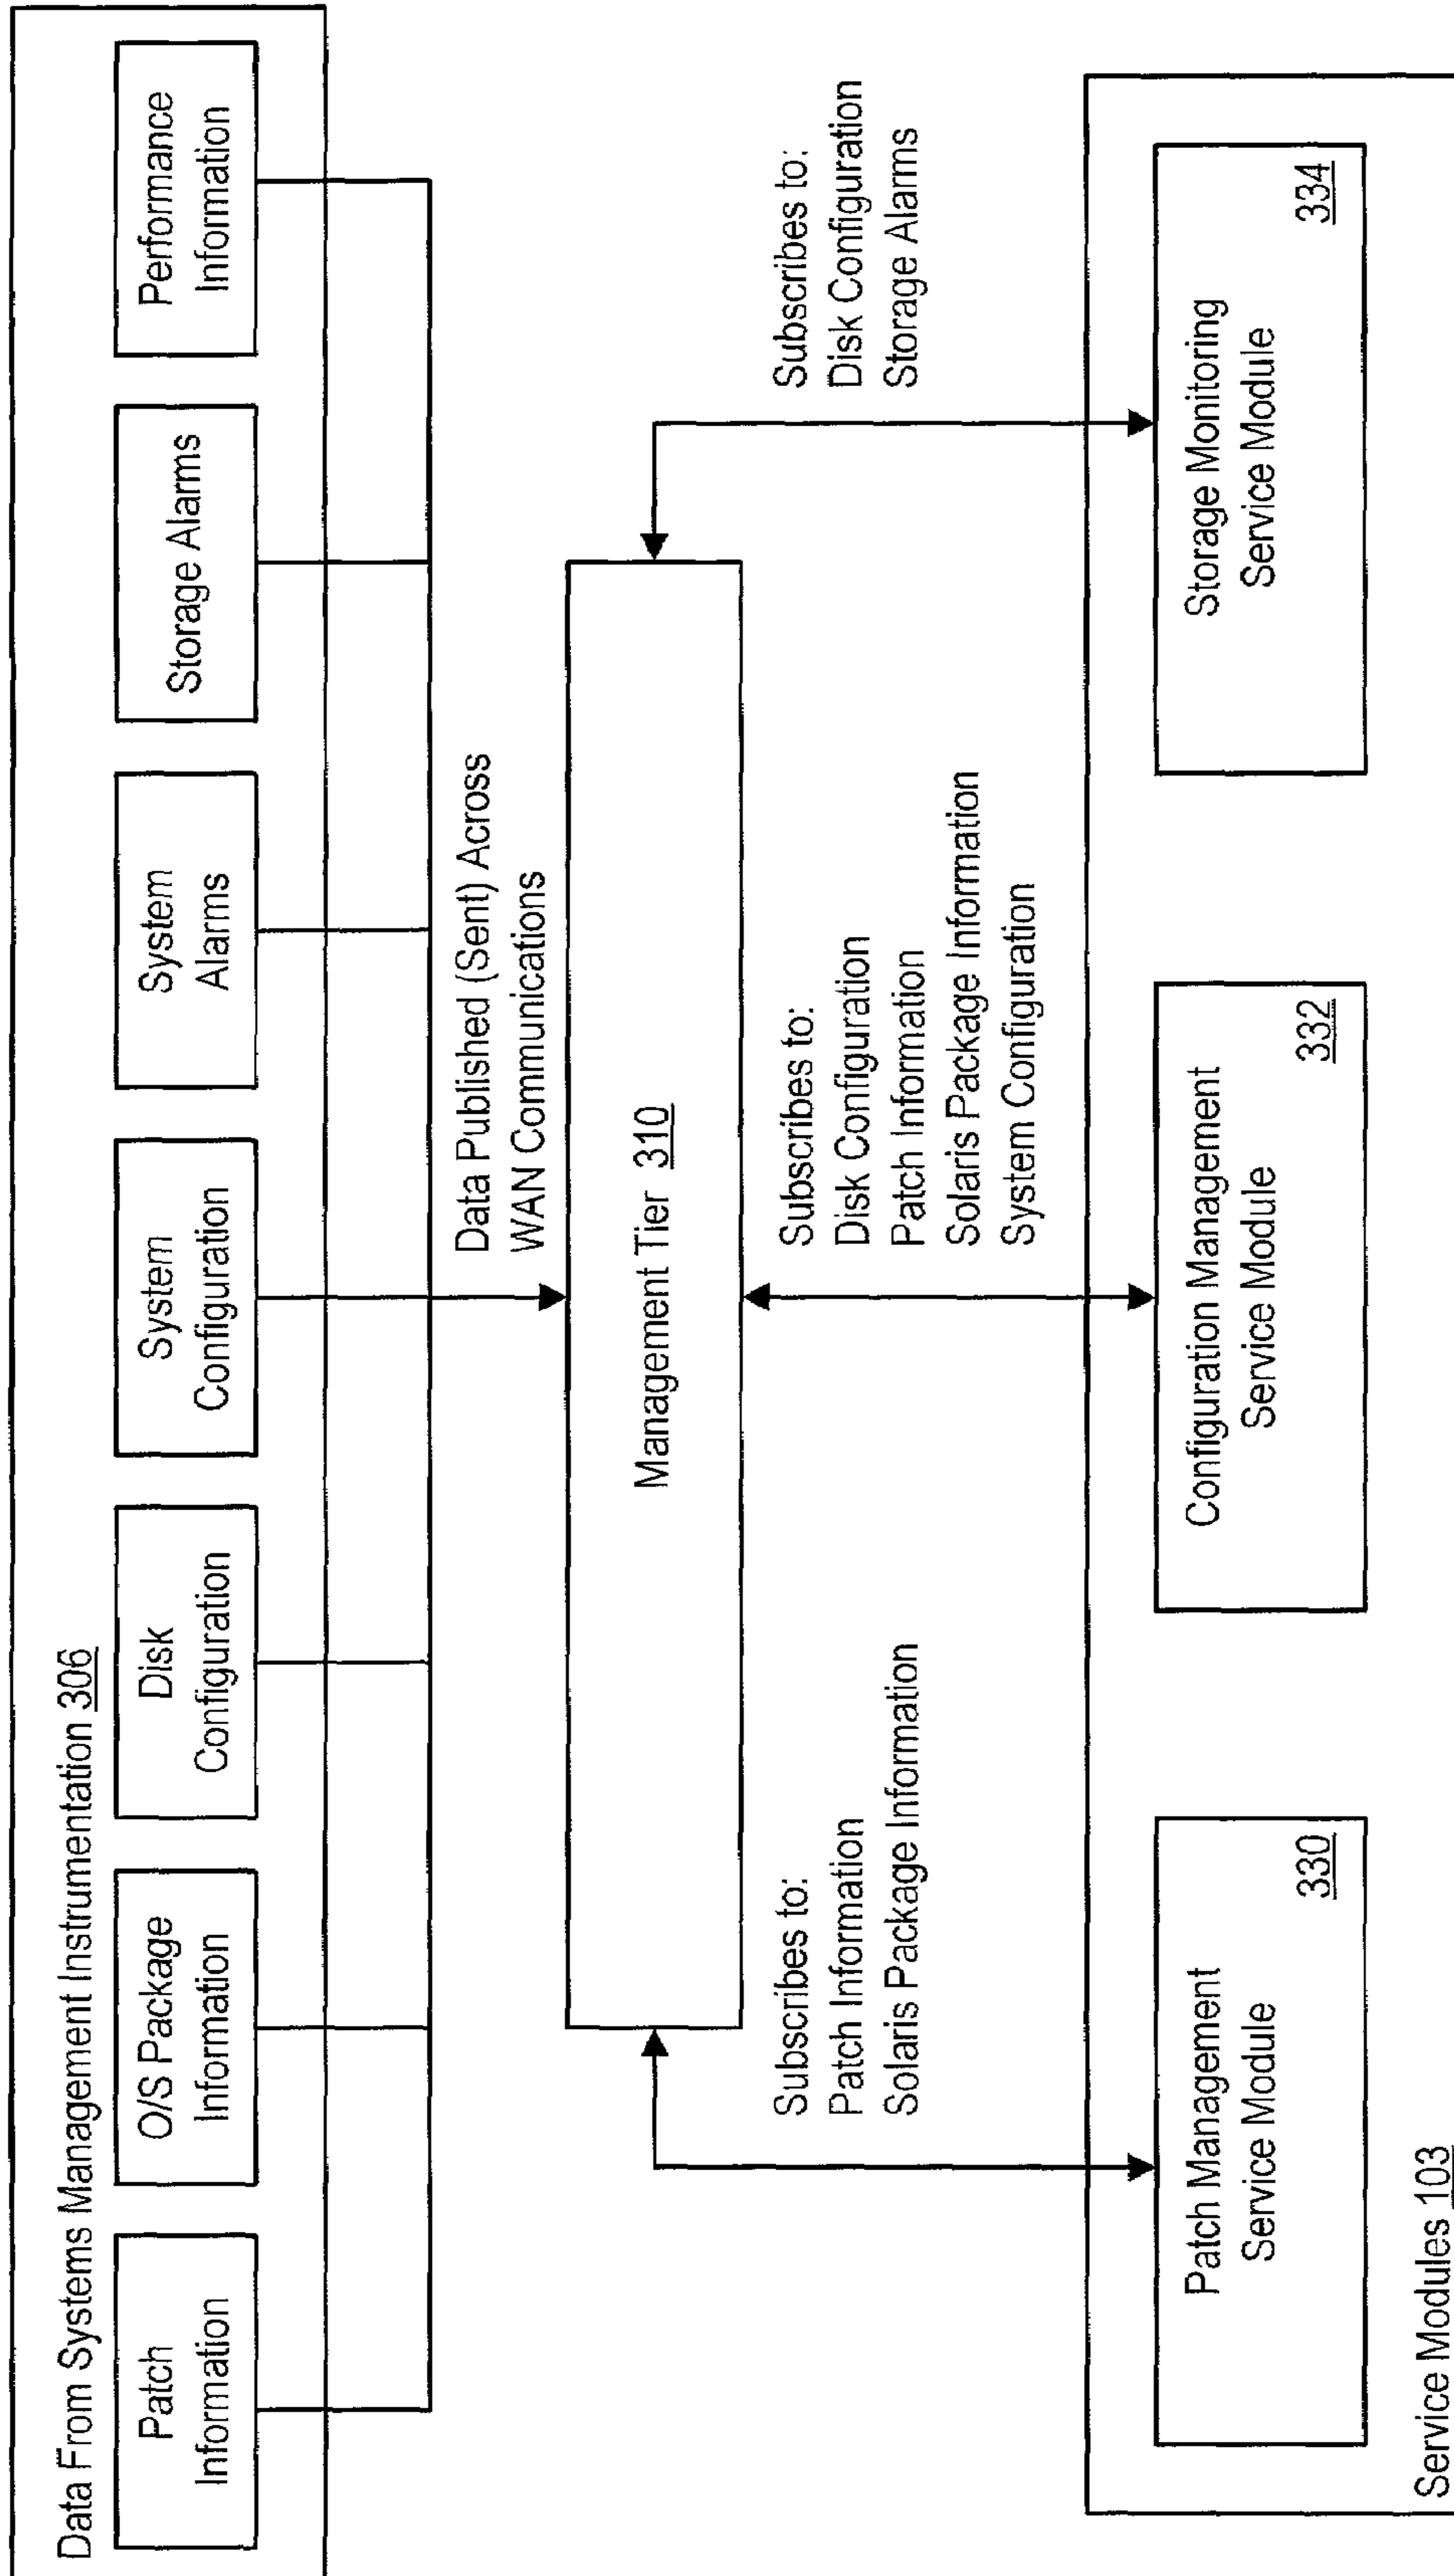 Data From Systems Management Instrumentation 306
Patch
Information
O/S Package
Information
Disk
Configuration
System
Configuration
System
Alarms
Storage Alarms
Performance
Information
Data Published (Sent) Across
WAN Communications
Management Tier 310
Subscribes to:
Patch Information
Solaris Package Information
Subscribes to:
Disk Configuration
Patch Information
Solaris Package Information
System Configuration
Subscribes to:
Disk Configuration
Storage Alarms
Patch Management
Service Module
330
Configuration Management
Service Module
332
Storage Monitoring
Service Module
334
Service Modules 103